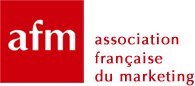 afm
association
française
du marketing